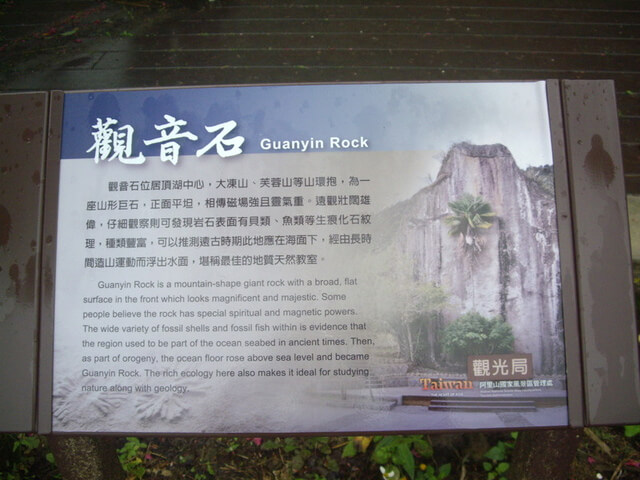 觀音石 Guanyin Rock
觀音石位居頂湖中心，大凍山、芙蓉山等山環抱，為一
座山形巨石，正面平坦，相傳磁場強且靈氣重。遠觀壯闊雄
偉，仔細觀察則可發現岩石表面有貝類、魚類等生痕化石紋
理，種類豐富，可以推測遠古時期此地應在海面下，經由長時
間造山運動而浮出水面，堪稱最佳的地質天然教室。
Guanyin Rock is a mountain-shape giant rock with a broad, flat
surface in the front which looks magnificent and majestic. Some
people believe the rock has special spiritual and magnetic powers.
The wide variety of fossil shells and fossil fish within is evidence that
the region used to be part of the ocean seabed in ancient times. Then,
as part of orogeny, the ocean floor rose above sea level and became
Guanyin Rock. The rich ecology here also makes it ideal for studying
nature along with geology.
觀光局
Taiwan
阿里山國家風景區管理處